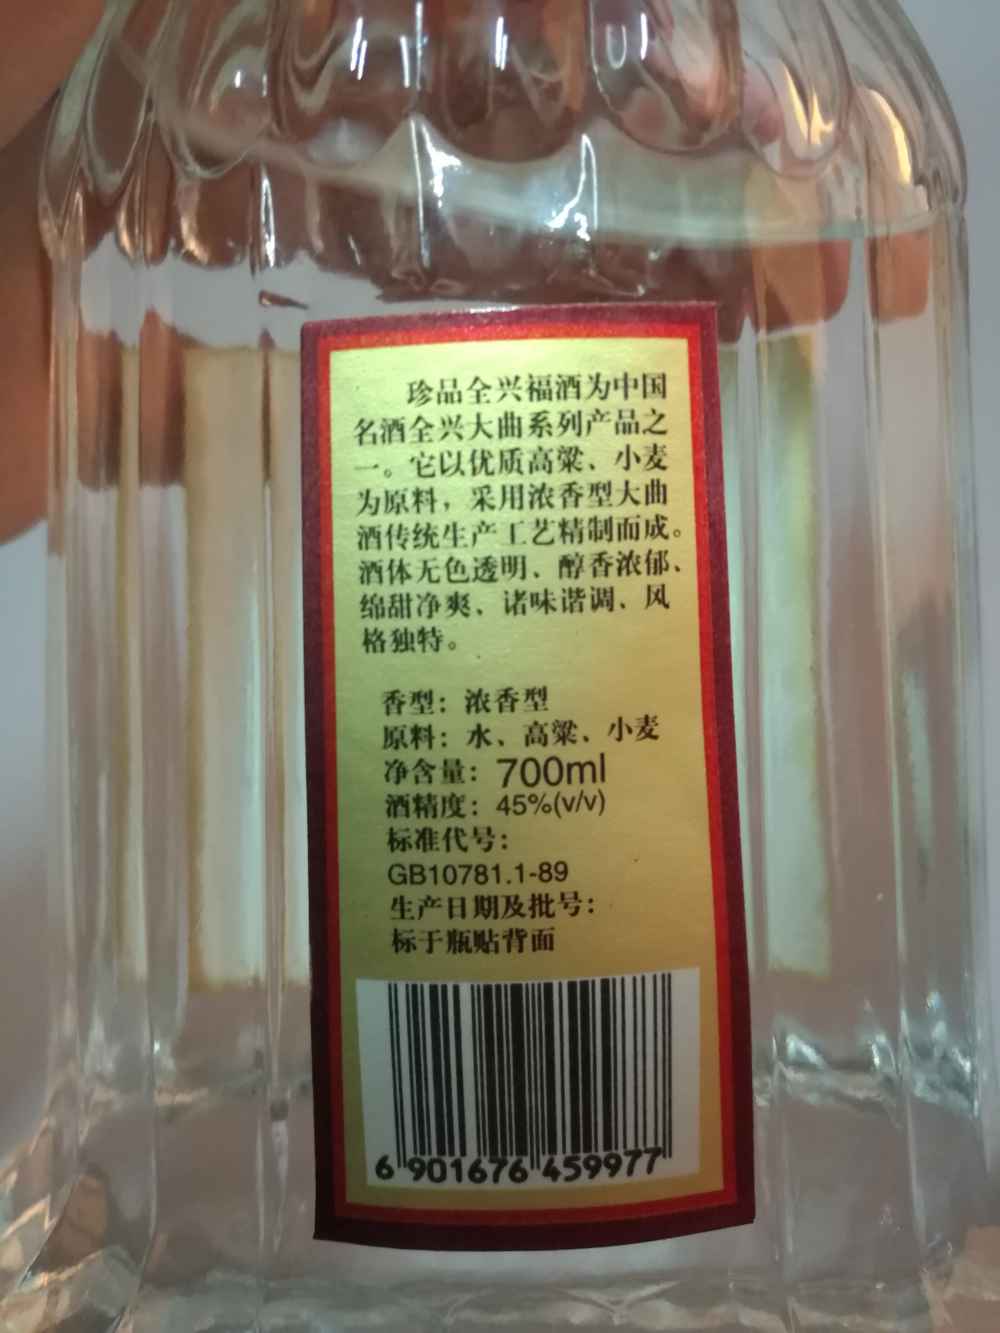 珍品全兴福酒为中国
名酒全兴大曲系列产品之
一。它以优质高粱、小麦
为原料，采用浓香型大曲
酒传统生产工艺精制而成。
酒体无色透明、醇香浓郁、
绵甜净爽、诸味谐调、风
格独特。
香型：浓香型
原料：水、高粱、小麦
净含量：700ml
酒精度：45%(v/v)
标准代号：
GB10781.1-89
生产日期及批号：
标于瓶贴背面
6 901676 459977